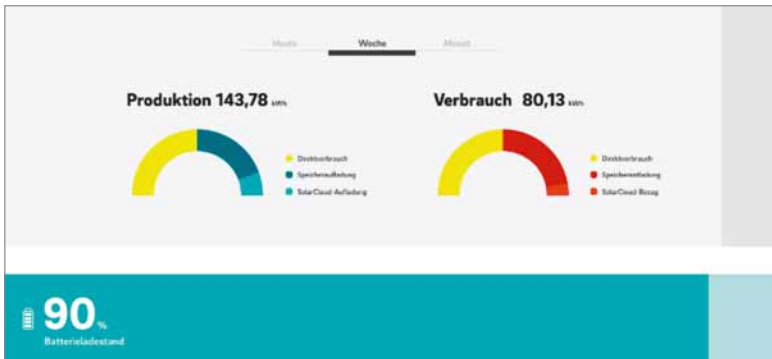 Heute Woche Monat
Produktion 143,78 kWh
Verbrauch 80,13 kWh
Direktverbrauch
Speicheraufladung
SolarCloud-Aufladung
Direktverbrauch
Speicherentladung
SolarCloud-Bezug
90%
Batterieladestand